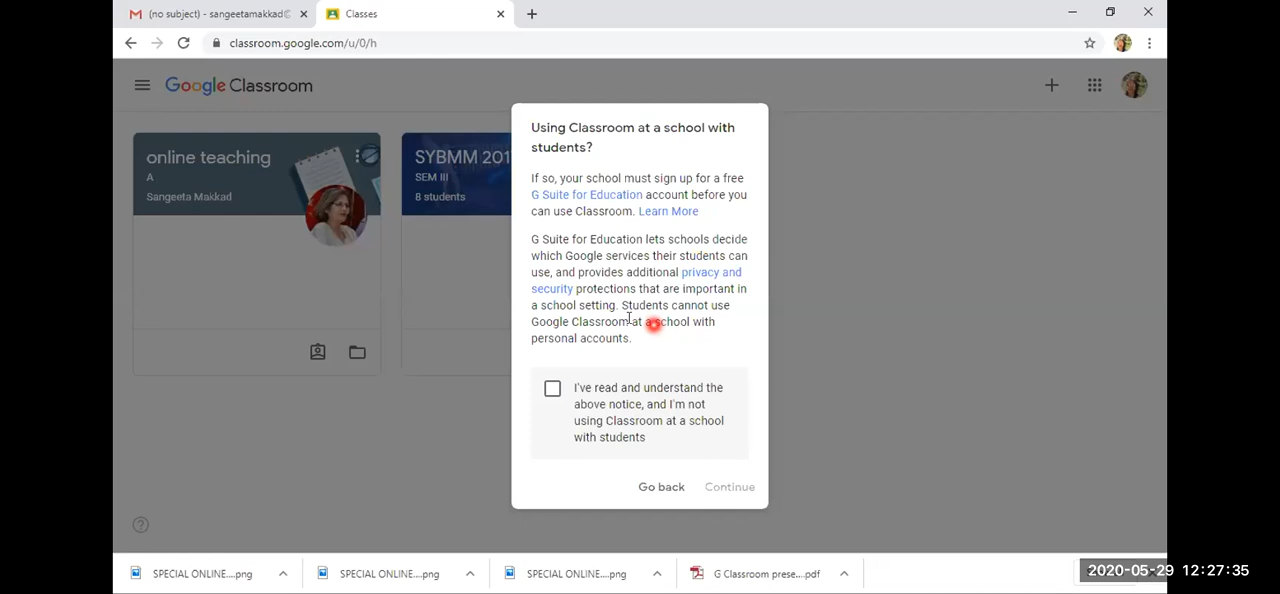 (no subject) - sangeetamakkad@
Classes
classroom.google.com/u/0/h
Google Classroom
online teaching
A
Sangeeta Makkad
SYBMM 201
SEM III
8 students
Using Classroom at a school with
students?
If so, your school must sign up for a free
G Suite for Education account before you
can use Classroom. Learn More
G Suite for Education lets schools decide
which Google services their students can
use, and provides additional privacy and
security protections that are important in
a school setting. Students cannot use
Google Classroom at a school with
personal accounts.
I've read and understand the
above notice, and I'm not
using Classroom at a school
with students
Go back
Continue
SPECIAL ONLINE....png
SPECIAL ONLINE....png
SPECIAL ONLINE....png
G Classroom prese....pdf
2020-05-29 12:27:35